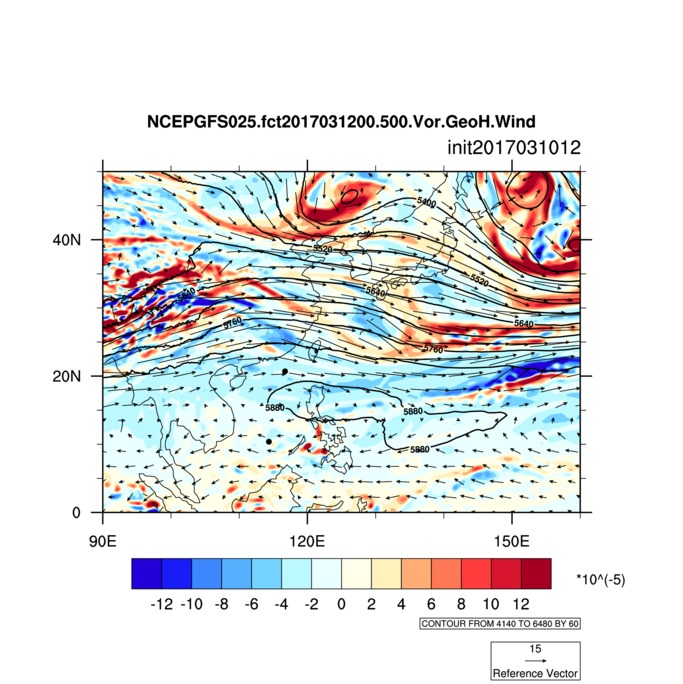 NCEPGFS025.fct2017031200.500.Vor.GeoH.Wind
init2017031012
40N
20N
0
90E 120E 150E
5400
5520
5520
5640
5640
5760
5760
5880
5880
5880
-12 -10 -8 -6 -4 -2 0 2 4 6 8 10 12
*10^(-5)
CONTOUR FROM 4140 TO 6480 BY 60
15
Reference Vector